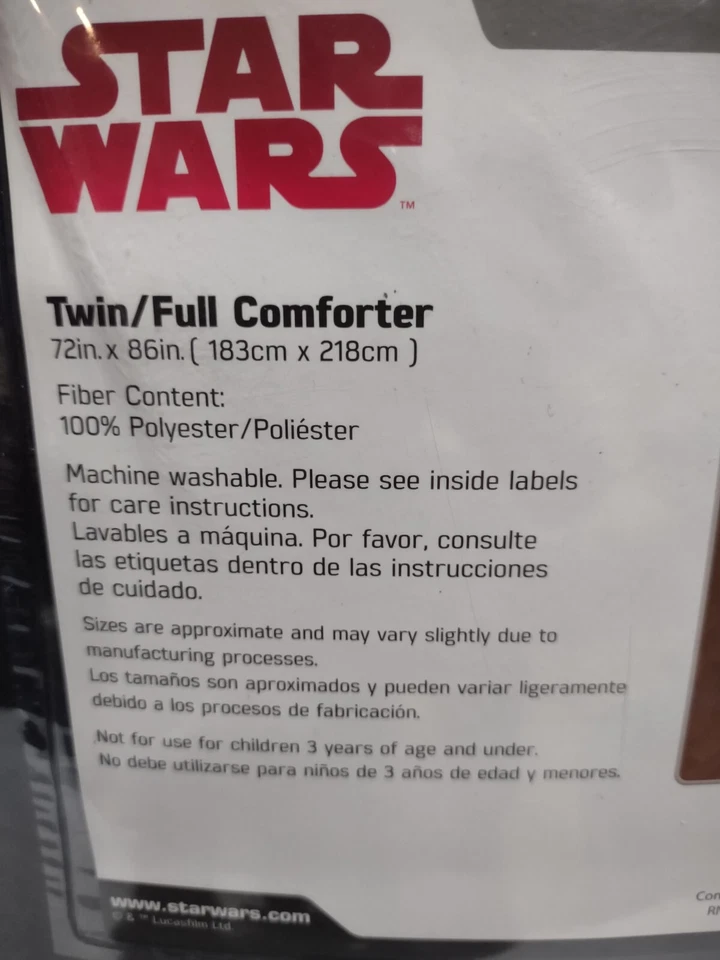 STAR
WARS
™
Twin/Full Comforter
72in. x 86in. ( 183cm x 218cm )
Fiber Content:
100% Polyester/Poliéster
Machine washable. Please see inside labels
for care instructions.
Lavables a máquina. Por favor, consulte
las etiquetas dentro de las instrucciones
de cuidado.
Sizes are approximate and may vary slightly due to
manufacturing processes.
Los tamaños son aproximados y pueden variar ligeramente
debido a los procesos de fabricación.
Not for use for children 3 years of age and under.
No debe utilizarse para niños de 3 años de edad y menores.
www.starwars.com
© & ™ Lucasfilm Ltd.